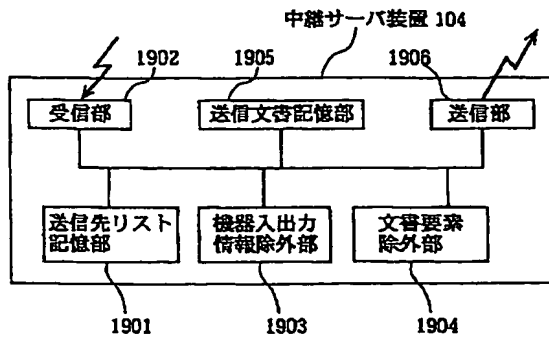 中継サーバ装置 104
1902
1905
1906
受信部
送信文書記憶部
送信部
送信先リスト
記憶部
機器入出力
情報除外部
文書要素
除外部
1901
1903
1904